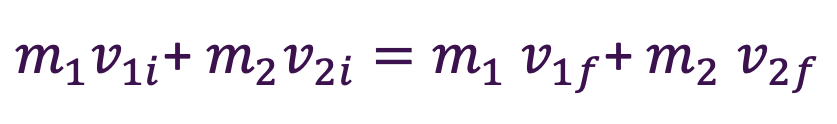 m₁v₁ᵢ + m₂v₂ᵢ = m₁ v₁f + m₂ v₂f